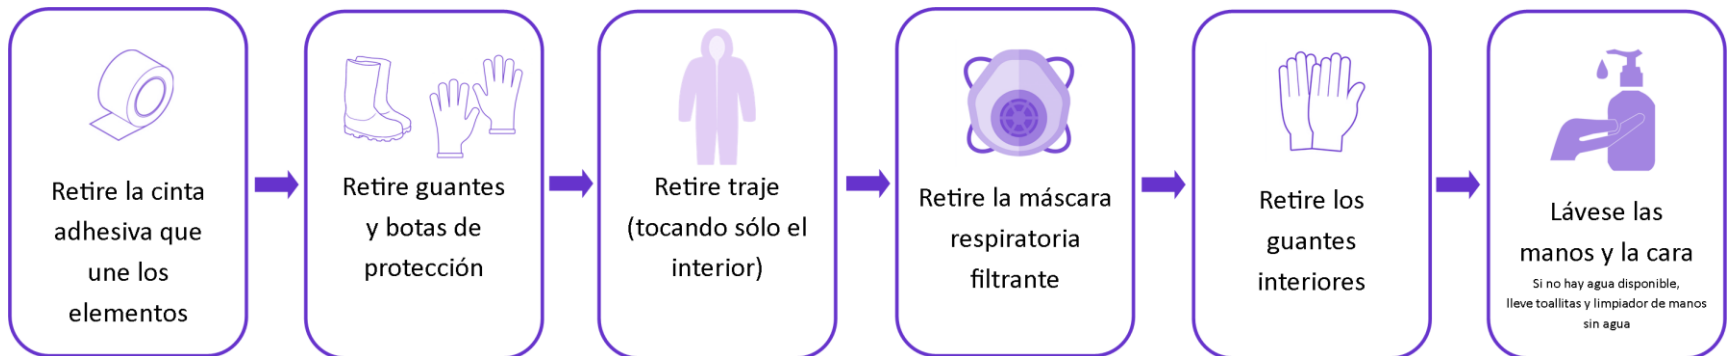 Retire la cinta
adhesiva que
une los
elementos
Retire guantes
y botas de
protección
Retire traje
(tocando sólo el
interior)
Retire la máscara
respiratoria
filtrante
Retire los
guantes
interiores
Lávese las
manos y la cara
Si no hay agua disponible,
lleve toallitas y limpiador de manos
sin agua